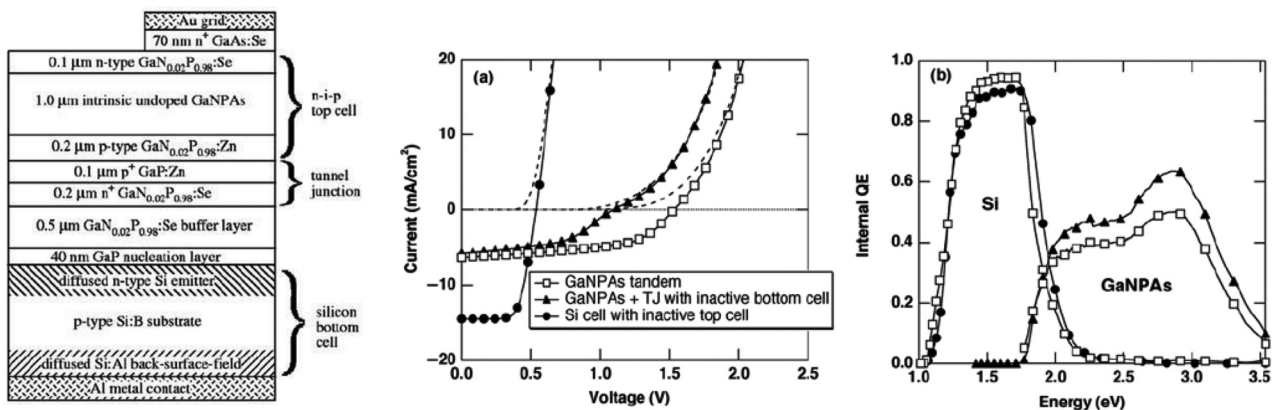 Au grid
70 nm n⁺ GaAs:Se
0.1 μm n-type GaN₀.₀₂P₀.₉₈:Se
1.0 μm intrinsic undoped GaNPAs
0.2 μm p-type GaN₀.₀₂P₀.₉₈:Zn
n-i-p
top cell
0.1 μm p⁺ GaP:Zn
0.2 μm n⁺ GaN₀.₀₂P₀.₉₈:Se
tunnel
junction
0.5 μm GaN₀.₀₂P₀.₉₈:Se buffer layer
40 nm GaP nucleation layer
diffused n-type Si emitter
p-type Si:B substrate
diffused Si:Al back-surface-field
silicon
bottom
cell
Al metal contact
(a)
Current (mA/cm²)
20
10
0
−10
−20
GaNPAs tandem
GaNPAs + TJ with inactive bottom cell
Si cell with inactive top cell
0.0 0.5 1.0 1.5 2.0 2.5
Voltage (V)
(b)
Internal QE
1.0
0.8
0.6
0.4
0.2
0.0
Si
GaNPAs
1.0 1.5 2.0 2.5 3.0 3.5
Energy (eV)